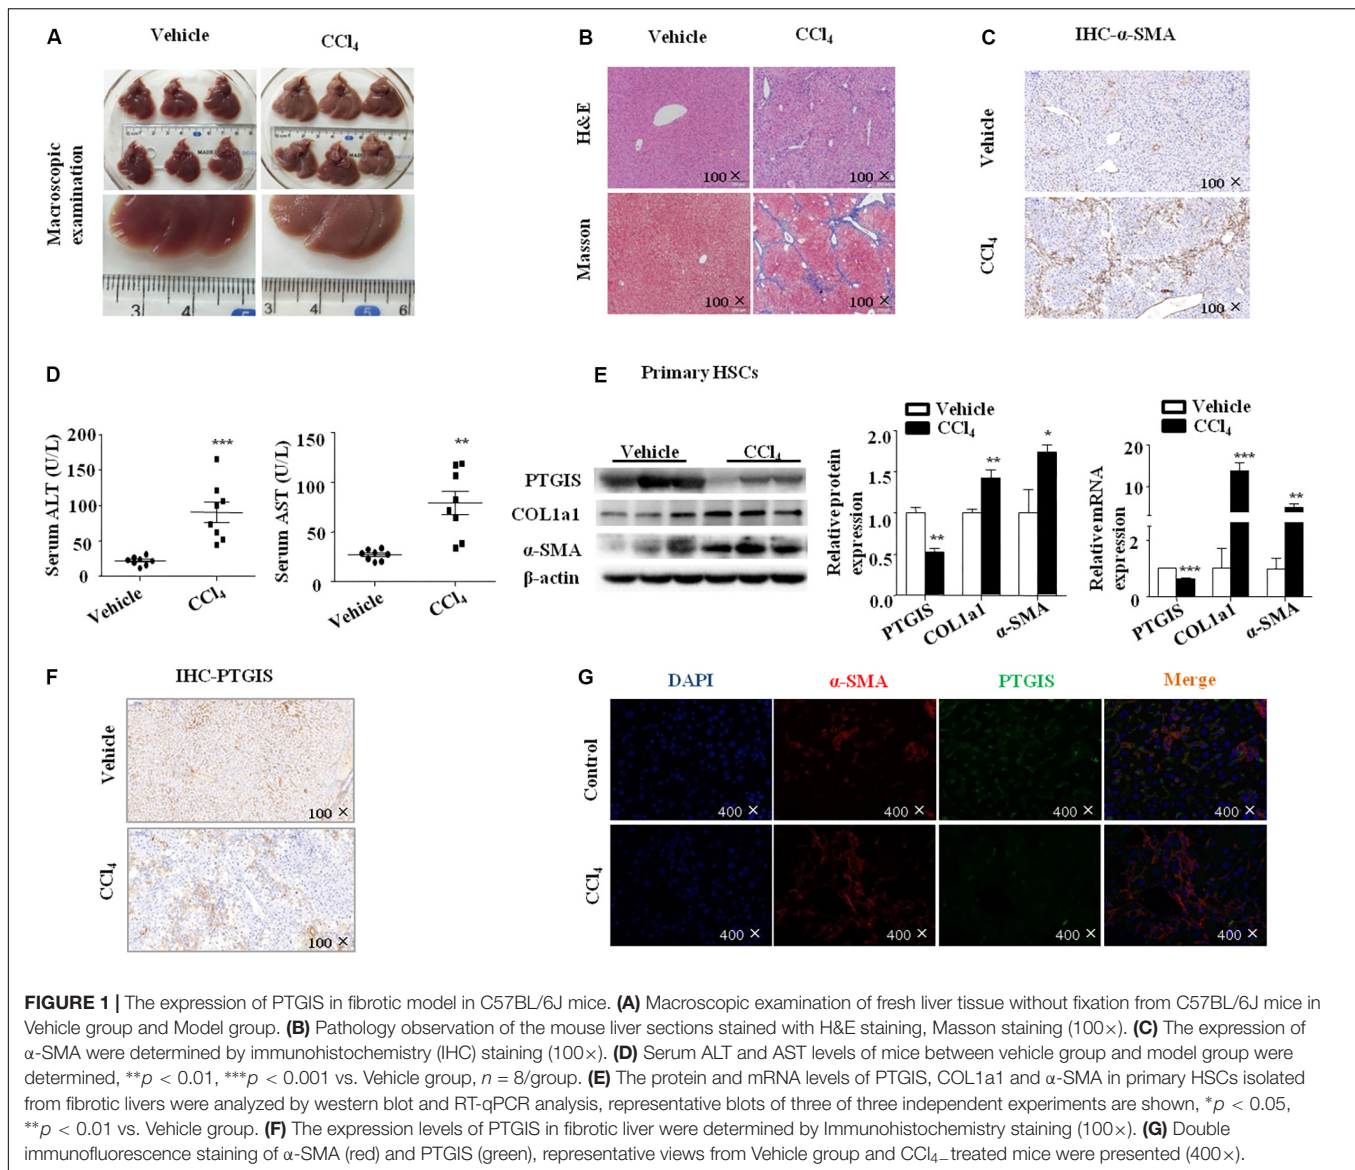 A
Vehicle
CCl4
Macroscopic
examination
MADE
3
4
5
3
4
5
6
B
Vehicle
CCl4
H&E
Masson
100 ×
100 ×
100 ×
100 ×
C
IHC-α-SMA
Vehicle
CCl4
100 ×
100 ×
D
Serum ALT (U/L)
200
150
100
50
0
***
Vehicle
CCl4
Serum AST (U/L)
150
100
50
0
**
Vehicle
CCl4
E
Primary HSCs
Vehicle
CCl4
PTGIS
COL1a1
α-SMA
β-actin
Vehicle
CCl4
Relative protein
expression
2.0
1.5
1.0
0.5
0.0
**
**
*
PTGIS
COL1a1
α-SMA
Vehicle
CCl4
Relative mRNA
expression
20
10
2
0
***
***
**
PTGIS
COL1a1
α-SMA
F
IHC-PTGIS
Vehicle
CCl4
100 ×
100 ×
G
DAPI
α-SMA
PTGIS
Merge
Control
CCl4
400 ×
400 ×
400 ×
400 ×
400 ×
400 ×
400 ×
400 ×
FIGURE 1 | The expression of PTGIS in fibrotic model in C57BL/6J mice. (A) Macroscopic examination of fresh liver tissue without fixation from C57BL/6J mice in
Vehicle group and Model group. (B) Pathology observation of the mouse liver sections stained with H&E staining, Masson staining (100×). (C) The expression of
α-SMA were determined by immunohistochemistry (IHC) staining (100×). (D) Serum ALT and AST levels of mice between vehicle group and model group were
determined, **p < 0.01, ***p < 0.001 vs. Vehicle group, n = 8/group. (E) The protein and mRNA levels of PTGIS, COL1a1 and α-SMA in primary HSCs isolated
from fibrotic livers were analyzed by western blot and RT-qPCR analysis, representative blots of three of three independent experiments are shown, *p < 0.05,
**p < 0.01 vs. Vehicle group. (F) The expression levels of PTGIS in fibrotic liver were determined by Immunohistochemistry staining (100×). (G) Double
immunofluorescence staining of α-SMA (red) and PTGIS (green), representative views from Vehicle group and CCl4–treated mice were presented (400×).